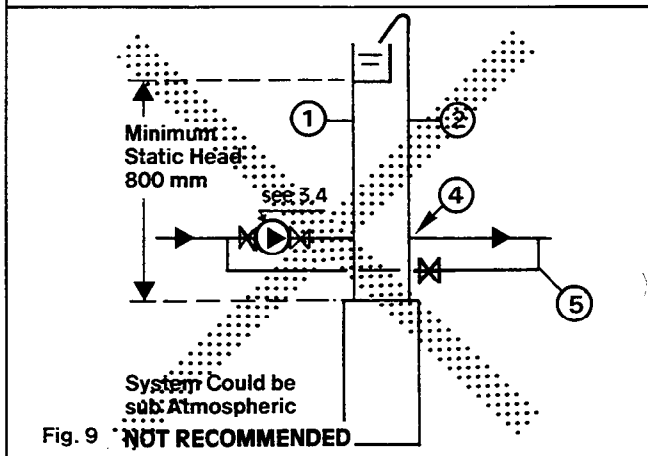 1
2
Minimum
Static Head
800 mm
see 3.4
4
5
System Could be
sub Atmospheric
Fig. 9 NOT RECOMMENDED